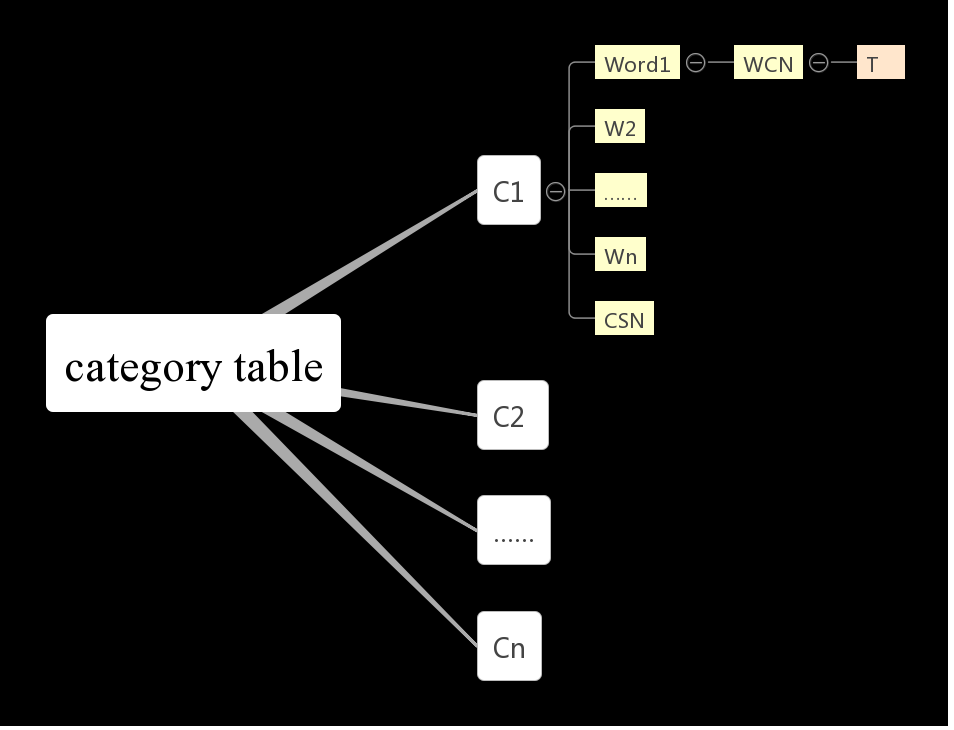 category table
C1
Word1
WCN
T
W2
......
Wn
CSN
C2
......
Cn